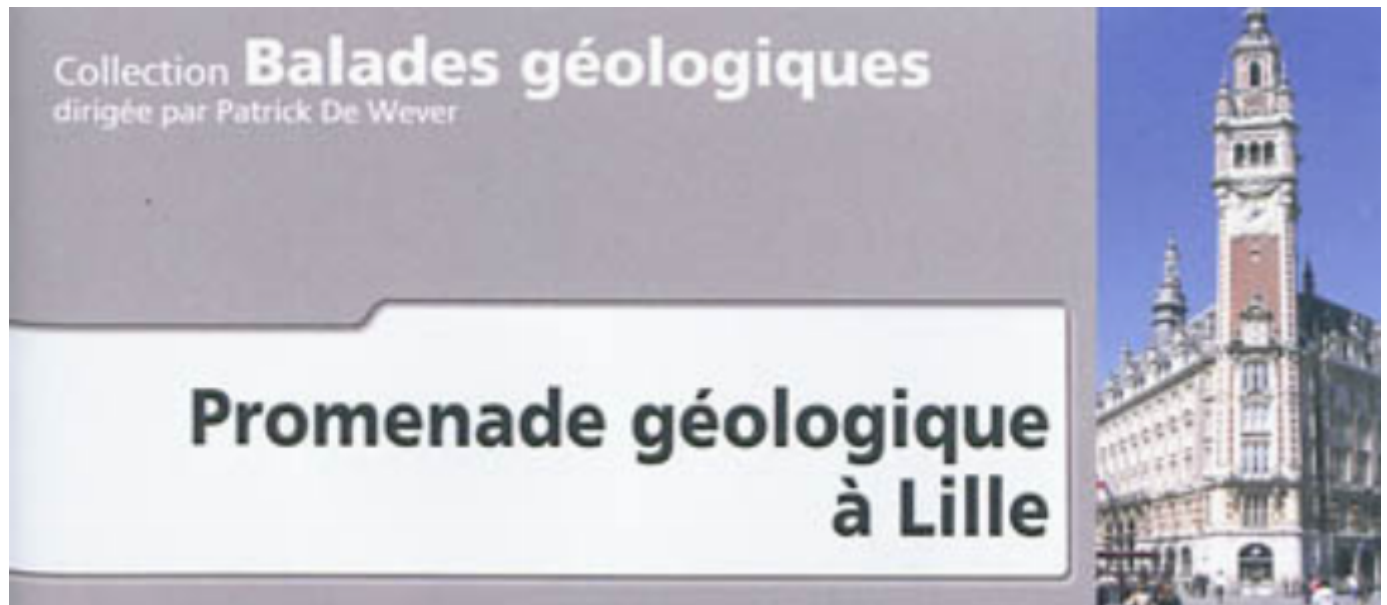 Collection Balades géologiques
dirigée par Patrick De Wever
Promenade géologique
à Lille